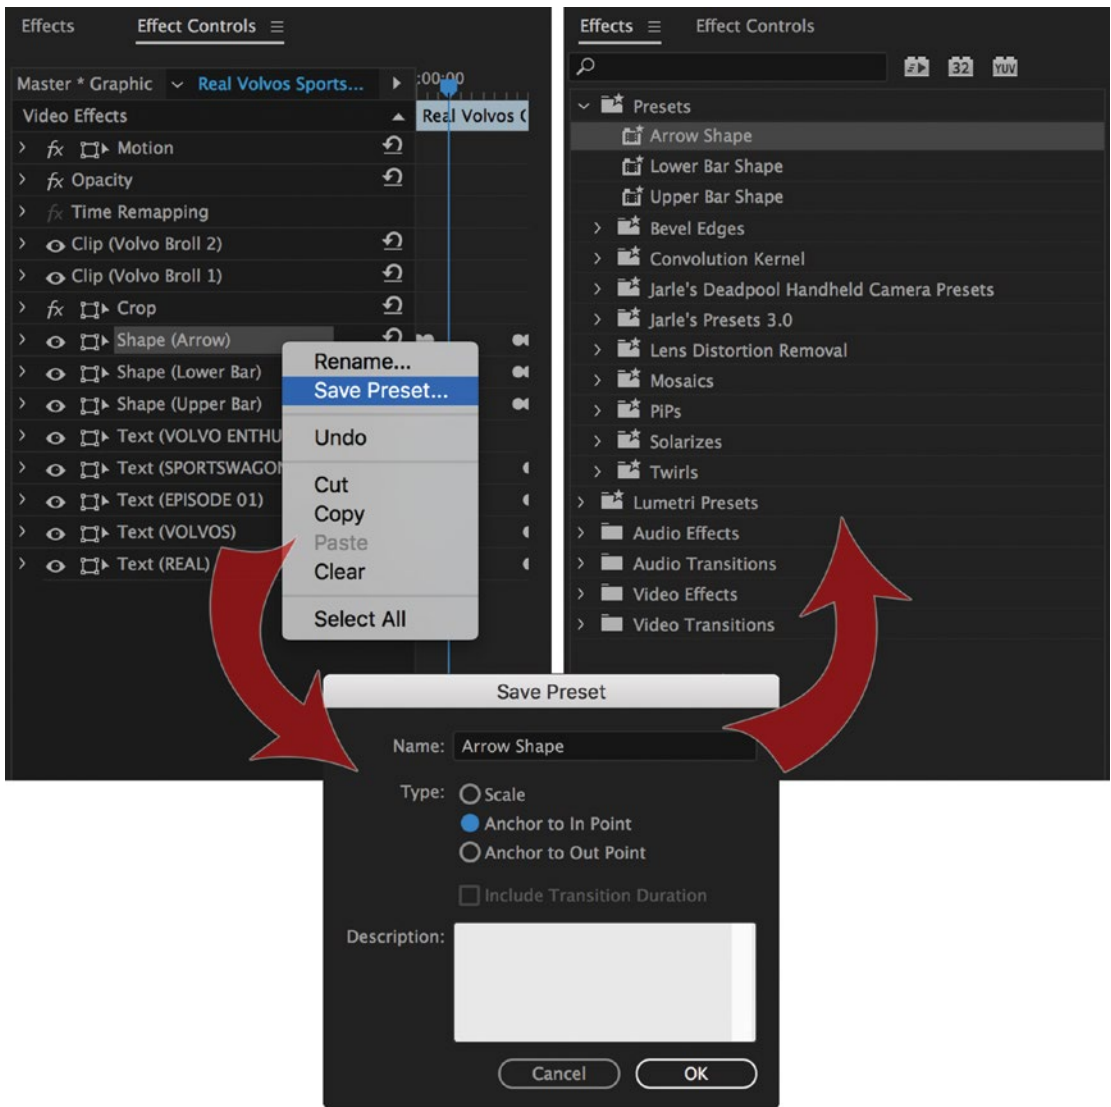 Effects Effect Controls
Master * Graphic Real Volvos Sports... :00:00
Video Effects Real Volvos (
fx Motion
fx Opacity
fx Time Remapping
Clip (Volvo Broll 2)
Clip (Volvo Broll 1)
fx Crop
Shape (Arrow)
Shape (Lower Bar)
Shape (Upper Bar)
Text (VOLVO ENTHU
Text (SPORTSWAGON
Text (EPISODE 01)
Text (VOLVOS)
Text (REAL)
Rename...
Save Preset...
Undo
Cut
Copy
Paste
Clear
Select All
Effects Effect Controls
32 YUV
Presets
Arrow Shape
Lower Bar Shape
Upper Bar Shape
Bevel Edges
Convolution Kernel
Jarle's Deadpool Handheld Camera Presets
Jarle's Presets 3.0
Lens Distortion Removal
Mosaics
PiPs
Solarizes
Twirls
Lumetri Presets
Audio Effects
Audio Transitions
Video Effects
Video Transitions
Save Preset
Name: Arrow Shape
Type: Scale
Anchor to In Point
Anchor to Out Point
Include Transition Duration
Description:
Cancel OK